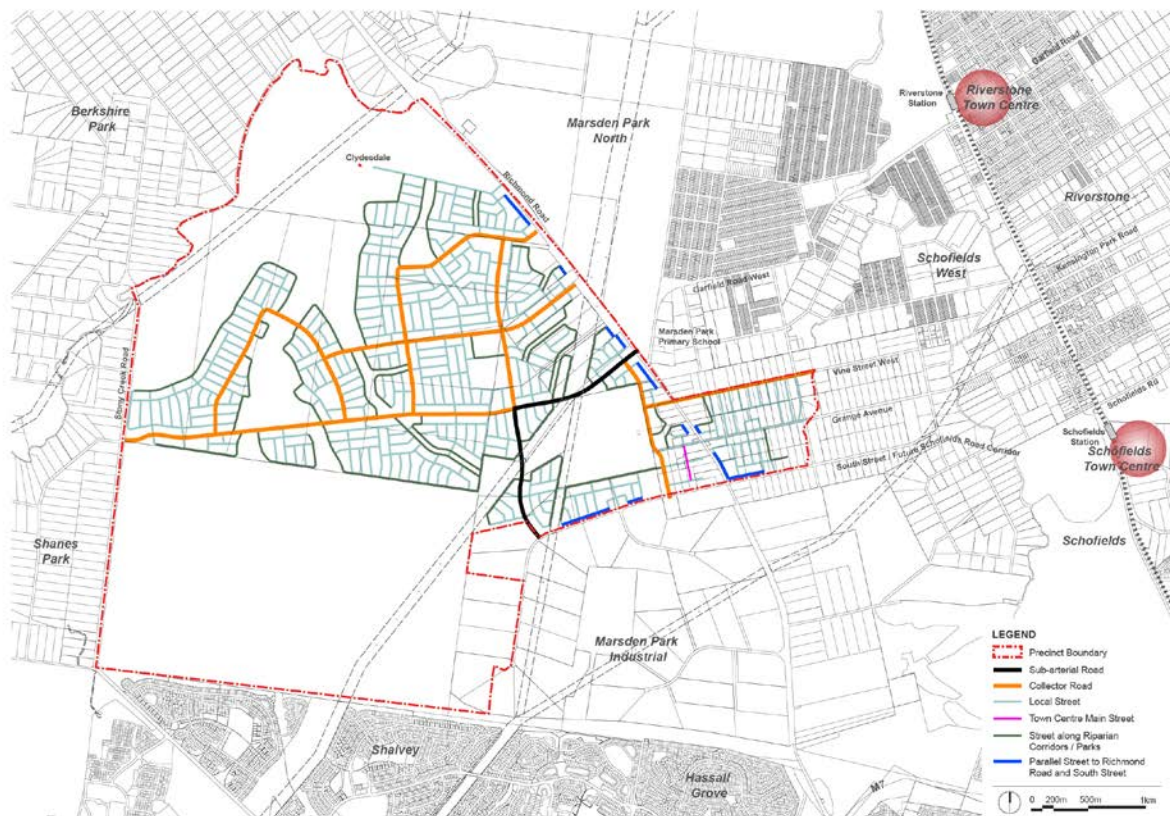 Berkshire
Park
Marsden Park
North
Riverstone
Station
Riverstone
Town Centre
Garfield Road
Clydesdale
Richmond Road
Riverstone
Schofields
West
Kensington Park Road
Garfield Road West
Marsden Park
Primary School
Stony Creek Road
Vine Street West
Grange Avenue
Schofields Rd
South Street / Future Schofields Road Corridor
Schofields
Station
Schofields
Town Centre
Shanes
Park
Schofields
Marsden Park
Industrial
Shalvey
Hassall
Grove
M7
LEGEND
Precinct Boundary
Sub-arterial Road
Collector Road
Local Street
Town Centre Main Street
Street along Riparian
Corridors / Parks
Parallel Street to Richmond
Road and South Street
0 200m 500m 1km